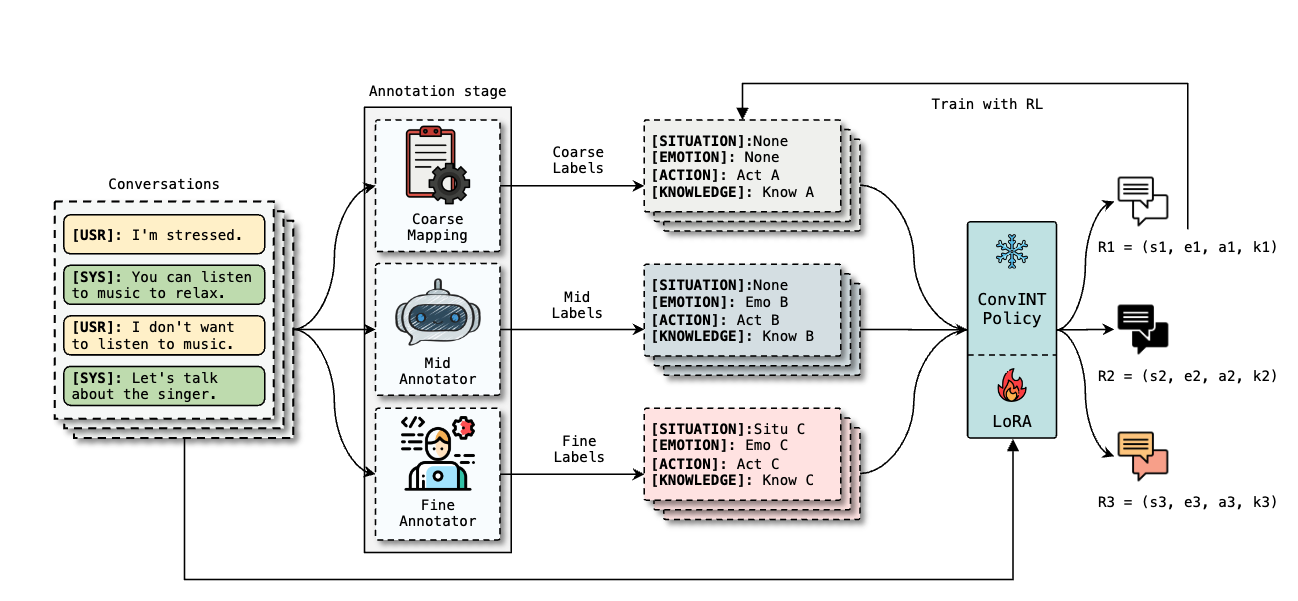 Conversations
[USR]: I'm stressed.
[SYS]: You can listen
to music to relax.
[USR]: I don't want
to listen to music.
[SYS]: Let's talk
about the singer.
Annotation stage
Coarse
Mapping
Mid
Annotator
</>
Fine
Annotator
Coarse
Labels
Mid
Labels
Fine
Labels
[SITUATION]:None
[EMOTION]: None
[ACTION]: Act A
[KNOWLEDGE]: Know A
[SITUATION]:None
[EMOTION]: Emo B
[ACTION]: Act B
[KNOWLEDGE]: Know B
[SITUATION]:Situ C
[EMOTION]: Emo C
[ACTION]: Act C
[KNOWLEDGE]: Know C
Train with RL
ConvINT
Policy
LoRA
R1 = (s1, e1, a1, k1)
R2 = (s2, e2, a2, k2)
R3 = (s3, e3, a3, k3)